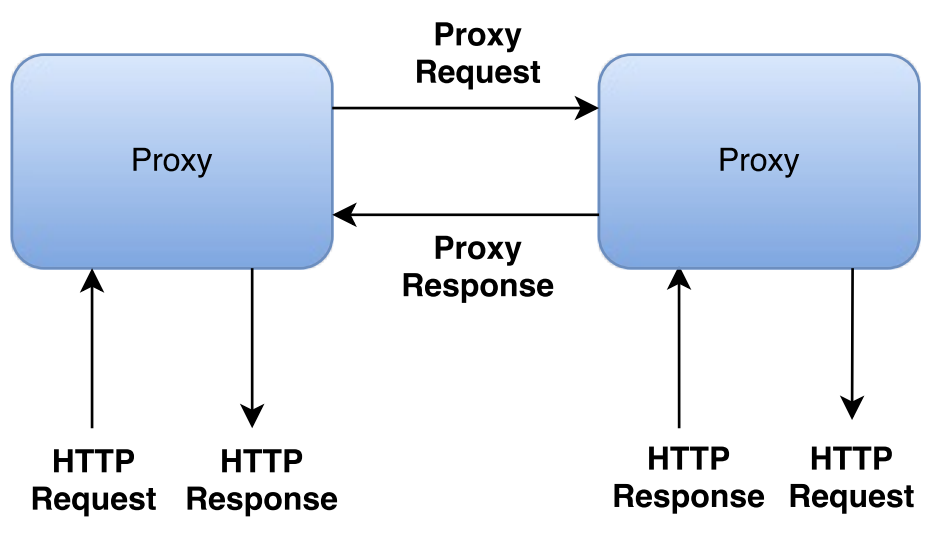 Proxy
Request
Proxy
Proxy
Proxy
Response
HTTP
Request
HTTP
Response
HTTP
Response
HTTP
Request